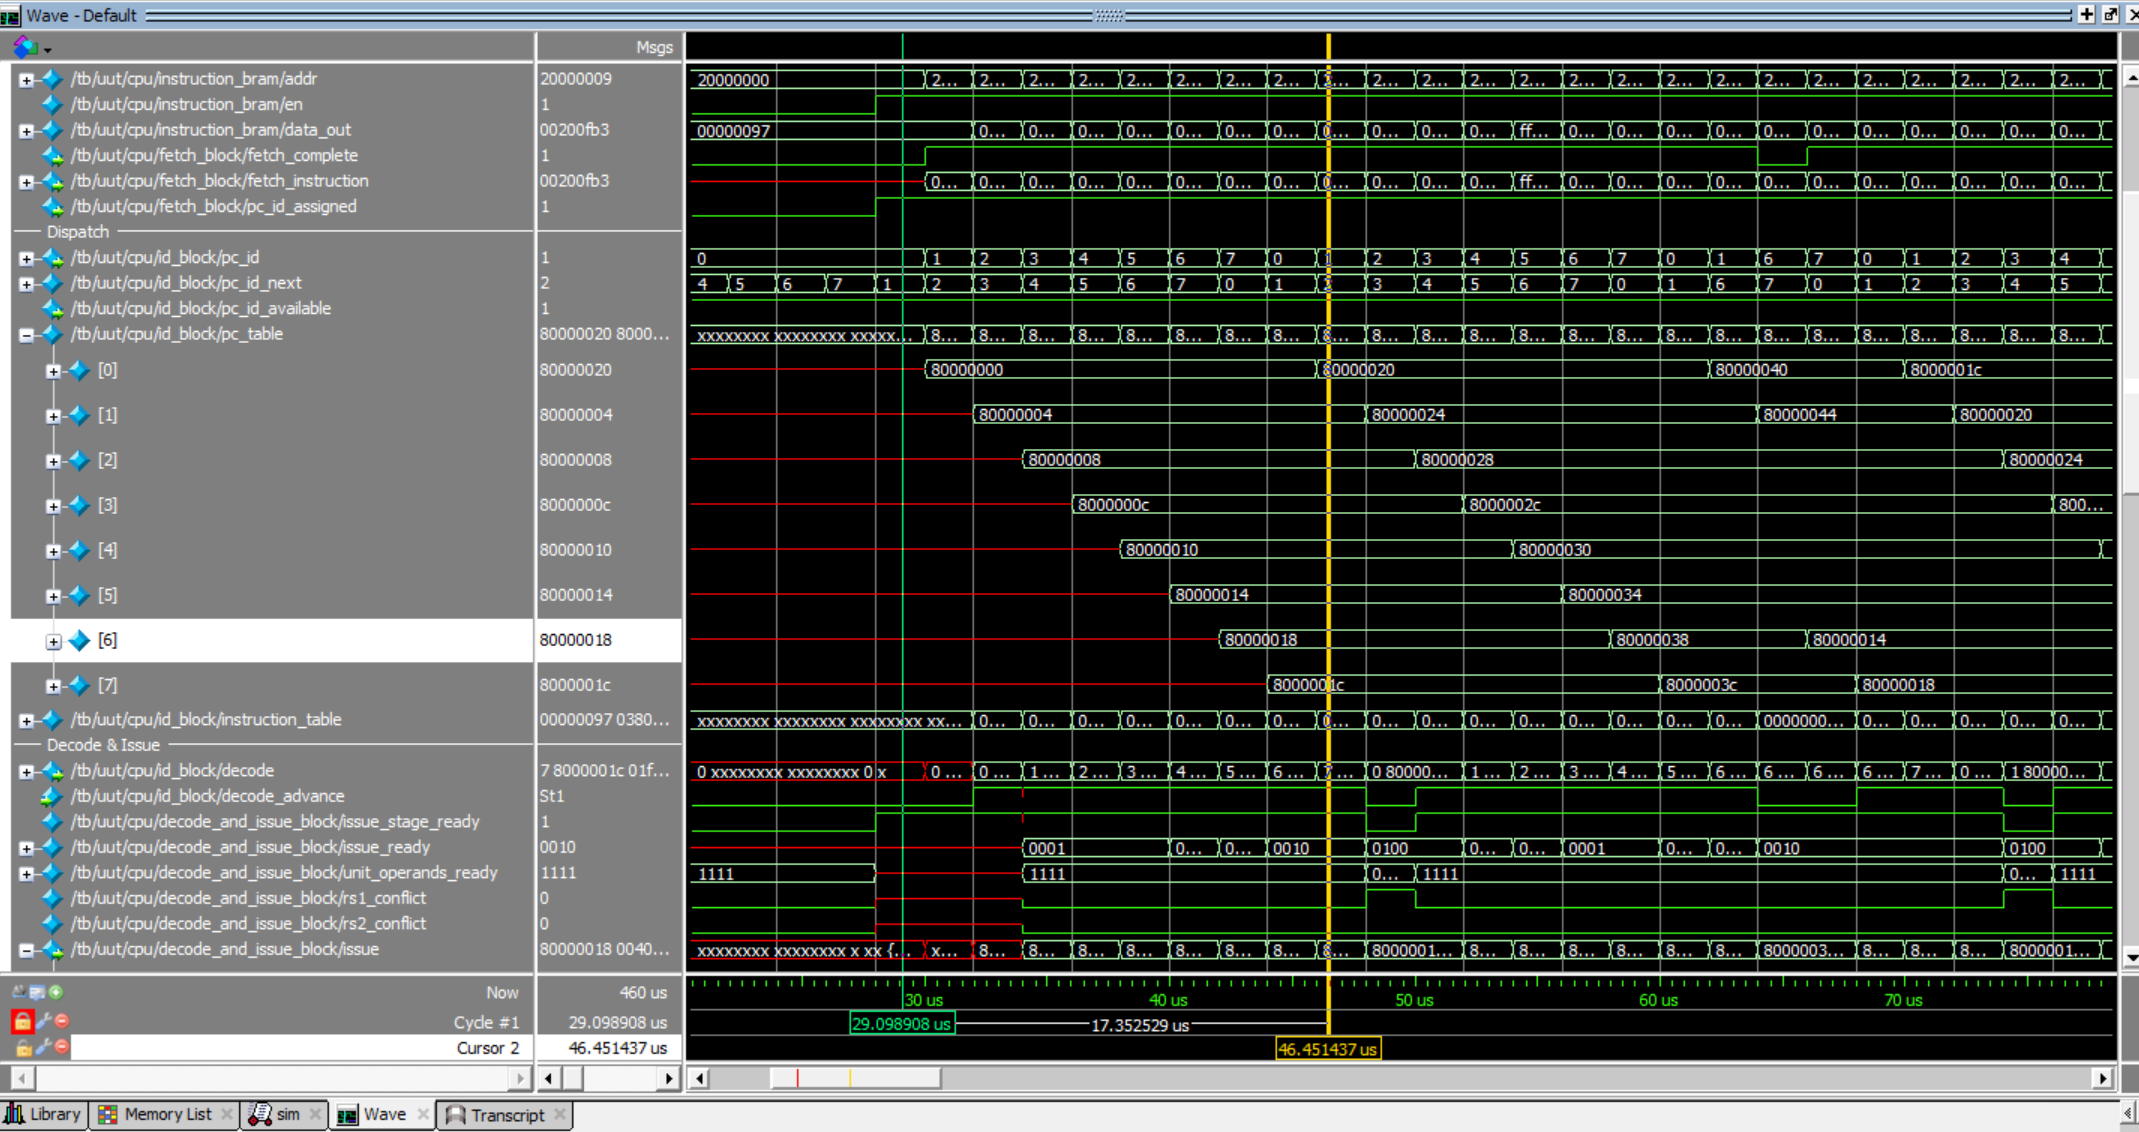 Wave - Default
Msgs
/tb/uut/cpu/instruction_bram/addr 20000009 20000000 2... 2... 2... 2... 2... 2... 2... 2... 2... 2... 2... 2... 2... 2... 2... 2... 2... 2... 2... 2... 2... 2... 2... 2...
/tb/uut/cpu/instruction_bram/en 1
/tb/uut/cpu/instruction_bram/data_out 00200fb3 00000097 0... 0... 0... 0... 0... 0... 0... 0... 0... 0... 0... ff... 0... 0... 0... 0... 0... 0... 0... 0... 0... 0... 0...
/tb/uut/cpu/fetch_block/fetch_complete 1
/tb/uut/cpu/fetch_block/fetch_instruction 00200fb3 0... 0... 0... 0... 0... 0... 0... 0... 0... 0... 0... 0... ff... 0... 0... 0... 0... 0... 0... 0... 0... 0... 0... 0...
/tb/uut/cpu/fetch_block/pc_id_assigned 1
Dispatch
/tb/uut/cpu/id_block/pc_id 1 0 1 2 3 4 5 6 7 0 1 2 3 4 5 6 7 0 1 6 7 0 1 2 3 4
/tb/uut/cpu/id_block/pc_id_next 2 4 5 6 7 1 2 3 4 5 6 7 0 1 2 3 4 5 6 7 0 1 6 7 0 1 2 3 4 5
/tb/uut/cpu/id_block/pc_id_available 1
/tb/uut/cpu/id_block/pc_table 80000020 8000... xxxxxxxx xxxxxxxx xxxxx... 8... 8... 8... 8... 8... 8... 8... 8... 8... 8... 8... 8... 8... 8... 8... 8... 8... 8... 8... 8... 8... 8... 8... 8...
[0] 80000020 80000000 80000020 80000040 8000001c
[1] 80000004 80000004 80000024 80000044 80000020
[2] 80000008 80000008 80000028 80000024
[3] 8000000c 8000000c 8000002c 800...
[4] 80000010 80000010 80000030
[5] 80000014 80000014 80000034
[6] 80000018 80000018 80000038 80000014
[7] 8000001c 8000001c 8000003c 80000018
/tb/uut/cpu/id_block/instruction_table 00000097 0380... xxxxxxxx xxxxxxxx xxxxxxxx xx... 0... 0... 0... 0... 0... 0... 0... 0... 0... 0... 0... 0... 0... 0... 0... 0... 0000000... 0... 0... 0... 0... 0...
Decode & Issue
/tb/uut/cpu/id_block/decode 7 8000001c 01f... 0 xxxxxxxx xxxxxxxx 0 x 0 ... 0 ... 1 ... 2 ... 3 ... 4 ... 5 ... 6 ... 7 ... 0 80000... 1 ... 2 ... 3 ... 4 ... 5 ... 6 ... 6 ... 6 ... 6 ... 7 ... 0 ... 1 80000...
/tb/uut/cpu/id_block/decode_advance St1
/tb/uut/cpu/decode_and_issue_block/issue_stage_ready 1
/tb/uut/cpu/decode_and_issue_block/issue_ready 0010 0001 0... 0... 0010 0100 0... 0... 0001 0... 0... 0010 0100
/tb/uut/cpu/decode_and_issue_block/unit_operands_ready 1111 1111 1111 0... 1111 0... 1111
/tb/uut/cpu/decode_and_issue_block/rs1_conflict 0
/tb/uut/cpu/decode_and_issue_block/rs2_conflict 0
/tb/uut/cpu/decode_and_issue_block/issue 80000018 0040... xxxxxxxx xxxxxxxx x xx {... x... 8... 8... 8... 8... 8... 8... 8... 8... 8000001... 8... 8... 8... 8... 8... 8... 8... 8000003... 8... 8... 8... 8000001...
Now 460 us 30 us 40 us 50 us 60 us 70 us
Cycle #1 29.098908 us 29.098908 us 17.352529 us
Cursor 2 46.451437 us 46.451437 us
Library Memory List sim Wave Transcript